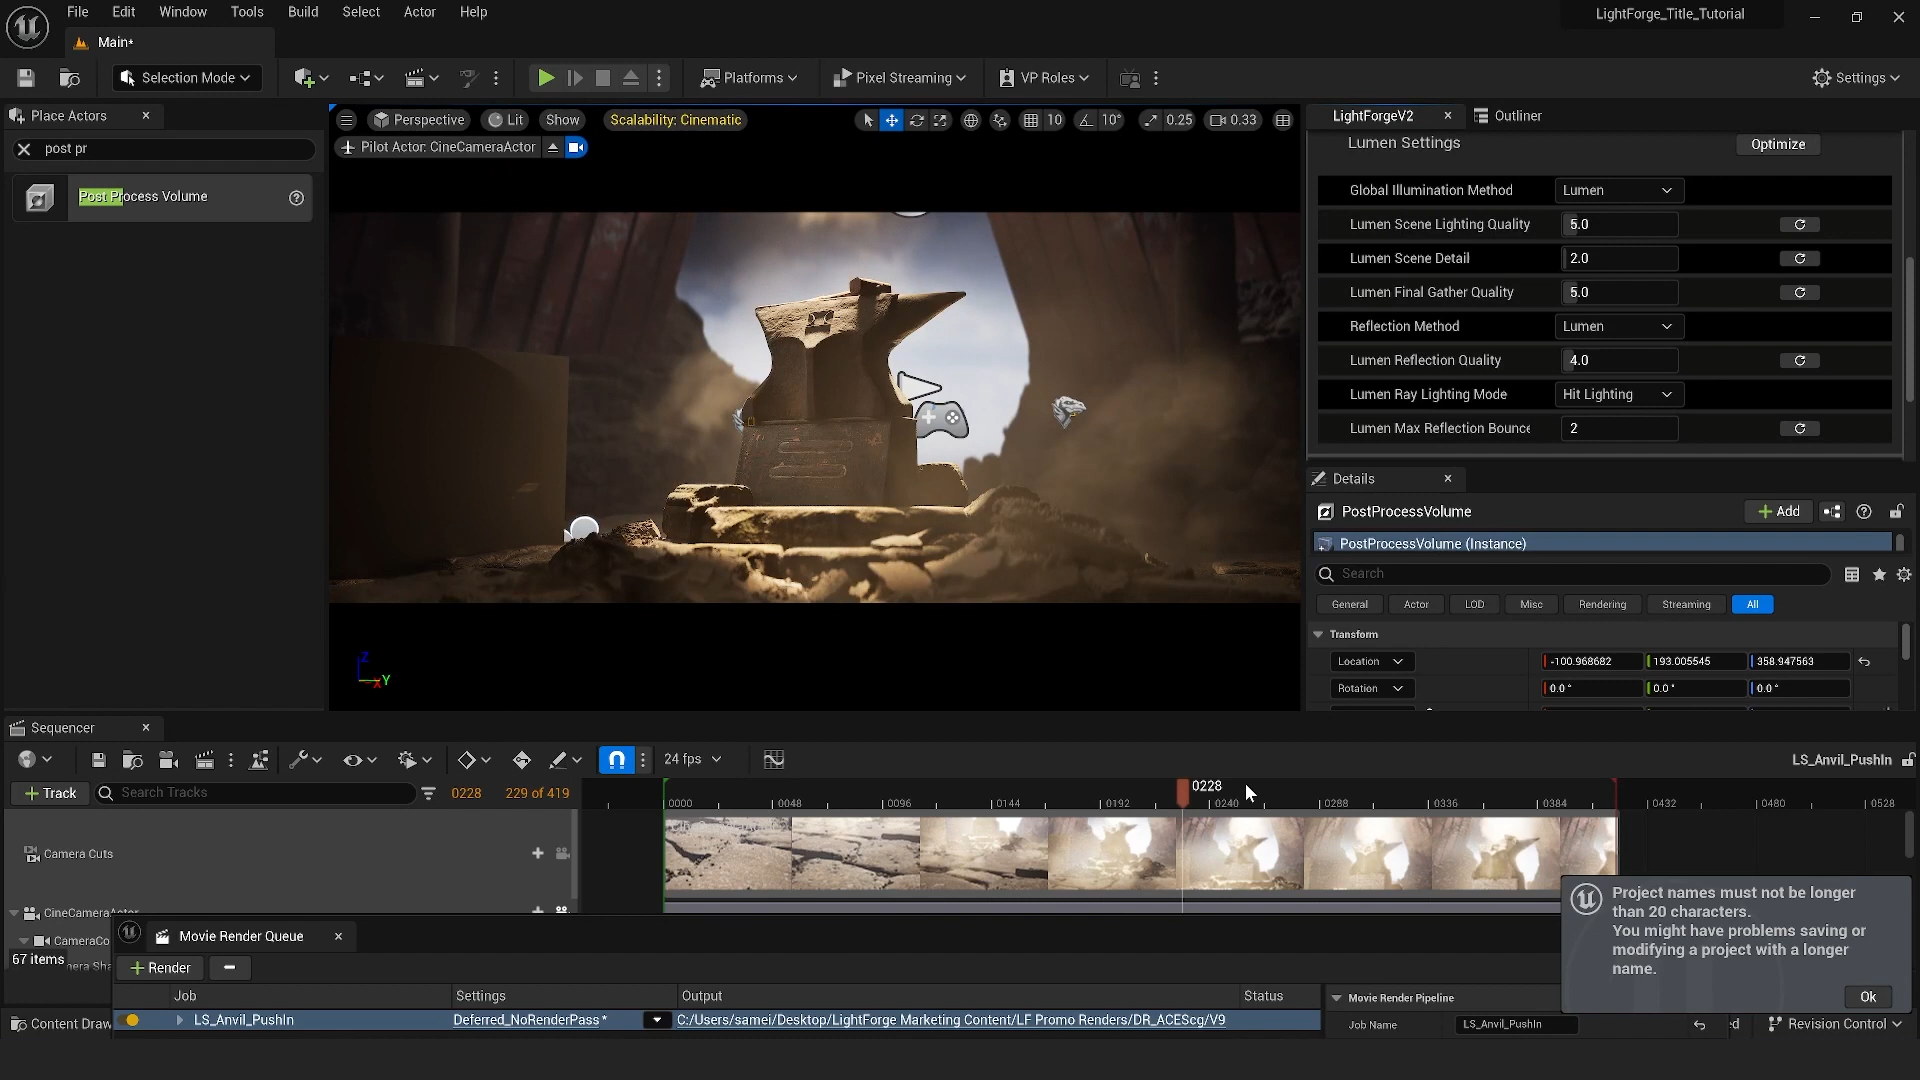 File Edit Window Tools Build Select Actor Help
LightForge_Title_Tutorial
Main*
Selection Mode
Platforms
Pixel Streaming
VP Roles
Settings
Place Actors
post pr
Post Process Volume
Perspective
Lit
Show
Scalability: Cinematic
10
10°
0.25
0.33
Pilot Actor: CineCameraActor
Z
X
Y
LightForgeV2
Outliner
Lumen Settings
Optimize
Global Illumination Method
Lumen
Lumen Scene Lighting Quality
5.0
Lumen Scene Detail
2.0
Lumen Final Gather Quality
5.0
Reflection Method
Lumen
Lumen Reflection Quality
4.0
Lumen Ray Lighting Mode
Hit Lighting
Lumen Max Reflection Bounce
2
Details
PostProcessVolume
Add
PostProcessVolume (Instance)
Search
General Actor LOD Misc Rendering Streaming All
Transform
Location
-100.968682 193.005545 358.947563
Rotation
0.0° 0.0° 0.0°
Sequencer
24 fps
LS_Anvil_PushIn
Track
Search Tracks
0228
229 of 419
0228
0000 0048 0096 0144 0192 0240 0288 0336 0384 0432 0480 0528
Camera Cuts
CineCameraActor
CameraCo
67 items
mera Sha
Project names must not be longer
than 20 characters.
You might have problems saving or
modifying a project with a longer
name.
Ok
Movie Render Queue
Render
Job Settings Output Status
LS_Anvil_PushIn
Deferred_NoRenderPass*
C:/Users/samei/Desktop/LightForge Marketing Content/LF Promo Renders/DR_ACEScg/V9
Movie Render Pipeline
Job Name
LS_Anvil_PushIn
Content Draw
ed
Revision Control